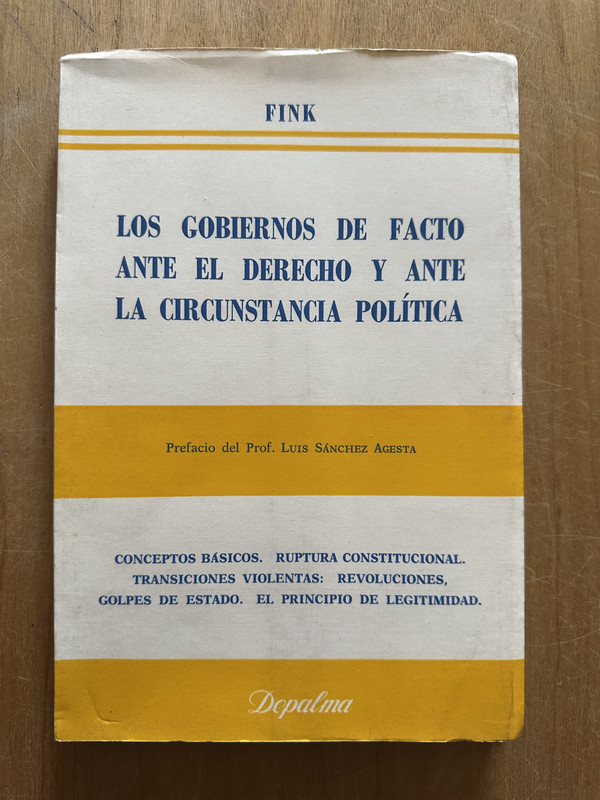 FINK
LOS GOBIERNOS DE FACTO
ANTE EL DERECHO Y ANTE
LA CIRCUNSTANCIA POLÍTICA
Prefacio del Prof. LUIS SÁNCHEZ AGESTA
CONCEPTOS BÁSICOS. RUPTURA CONSTITUCIONAL.
TRANSICIONES VIOLENTAS: REVOLUCIONES,
GOLPES DE ESTADO. EL PRINCIPIO DE LEGITIMIDAD.
Depalma